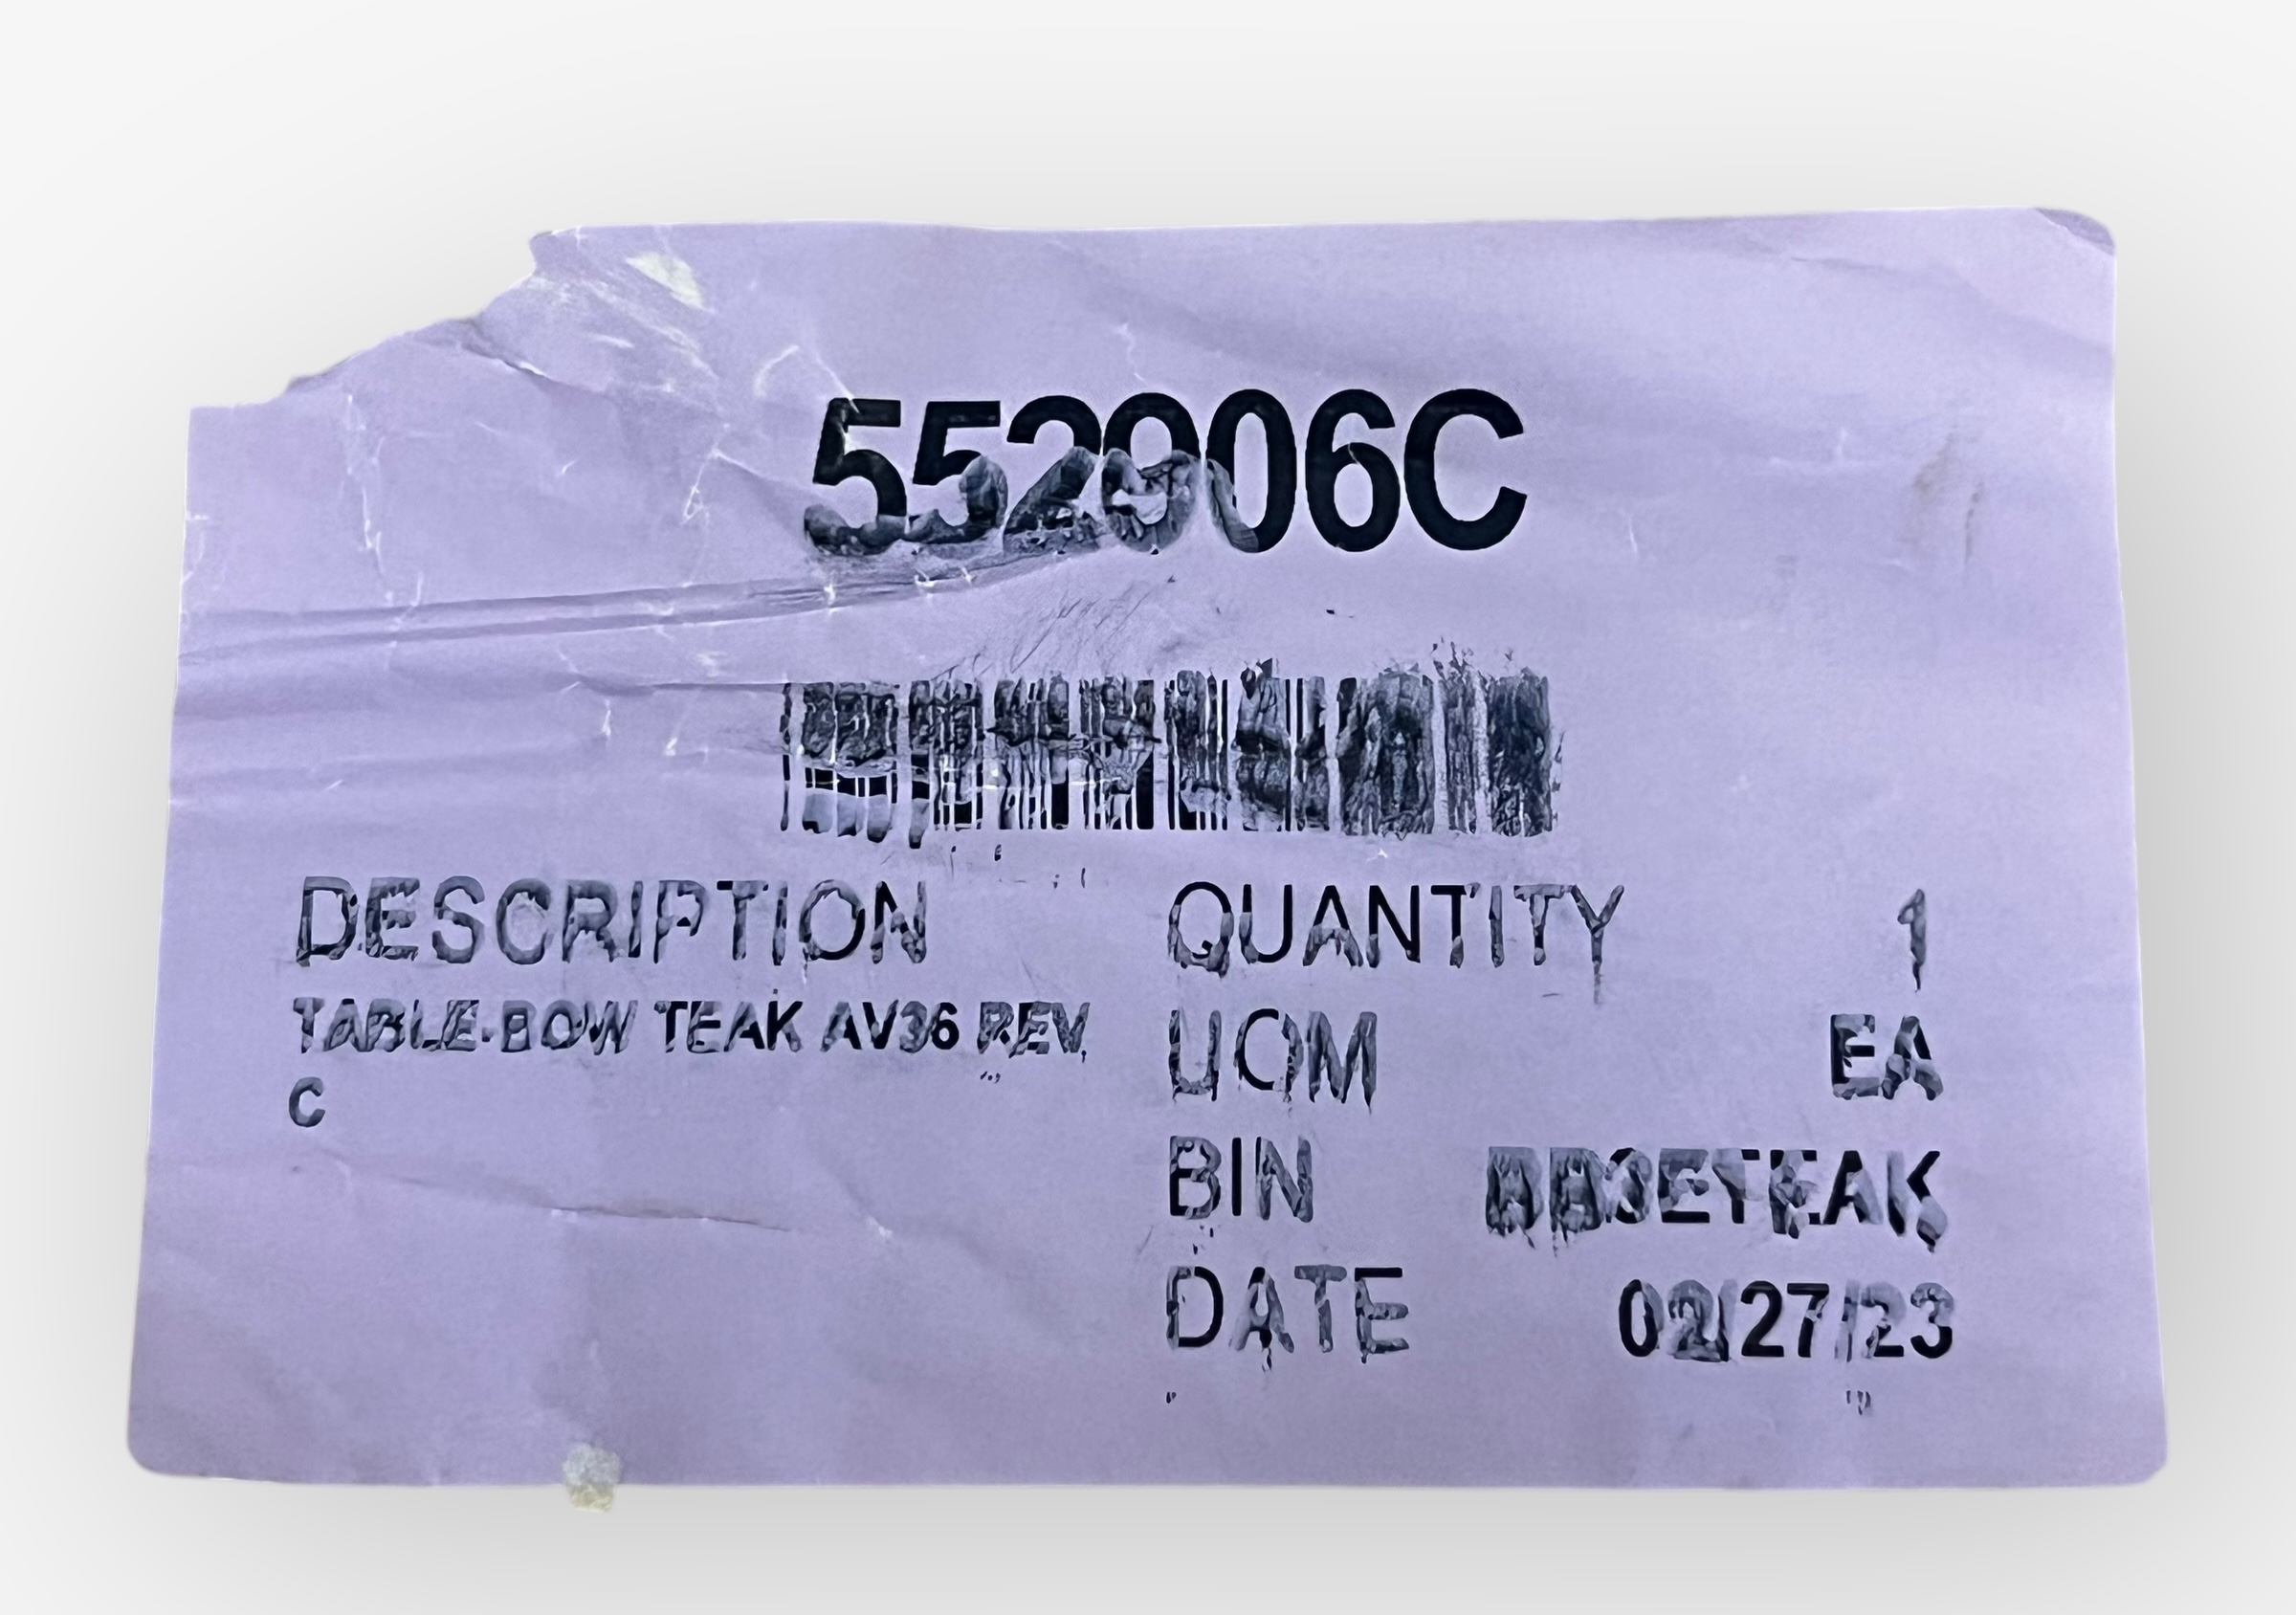 552906C
DESCRIPTION
TABLE-BOW TEAK AV36 REV.
C
QUANTITY 1
UOM EA
BIN
DATE 02/27/23